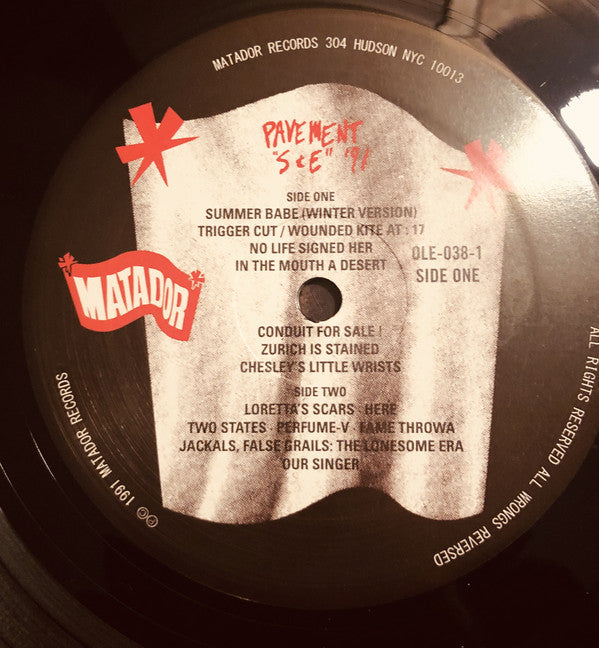 MATADOR RECORDS 304 HUDSON NYC 10013
PAVEMENT
"S & E" '91
SIDE ONE
SUMMER BABE (WINTER VERSION)
TRIGGER CUT / WOUNDED KITE AT : 17
NO LIFE SIGNED HER
IN THE MOUTH A DESERT
OLE-038-1
SIDE ONE
MATADOR
CONDUIT FOR SALE !
ZURICH IS STAINED
CHESLEY'S LITTLE WRISTS
SIDE TWO
LORETTA'S SCARS · HERE
TWO STATES · PERFUME-V · FAME THROWA
JACKALS, FALSE GRAILS: THE LONESOME ERA
OUR SINGER
℗© 1991 MATADOR RECORDS
ALL RIGHTS RESERVED ALL WRONGS REVERSED